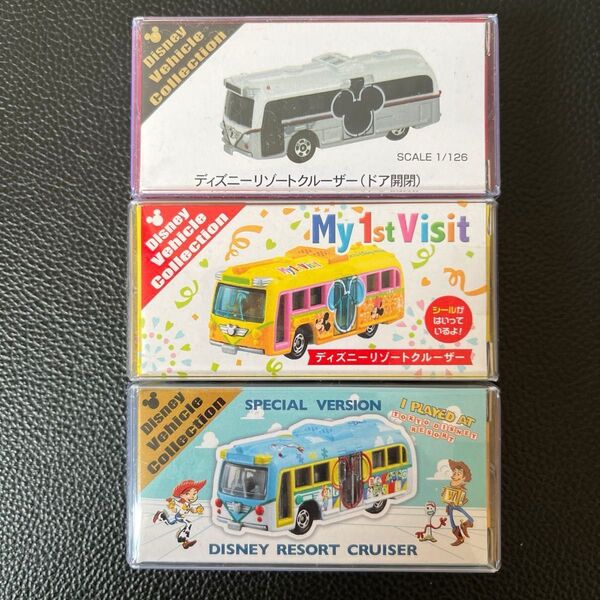 Disney
Vehicle
Collection
SCALE 1/126
ディズニーリゾートクルーザー(ドア開閉)
Disney
Vehicle
Collection
My 1st Visit
My 1st Visit
シールが
はいって
いるよ!
ディズニーリゾートクルーザー
Disney
Vehicle
Collection
SPECIAL VERSION
I PLAYED AT
TOKYO DISNEY
RESORT
DISNEY RESORT CRUISER